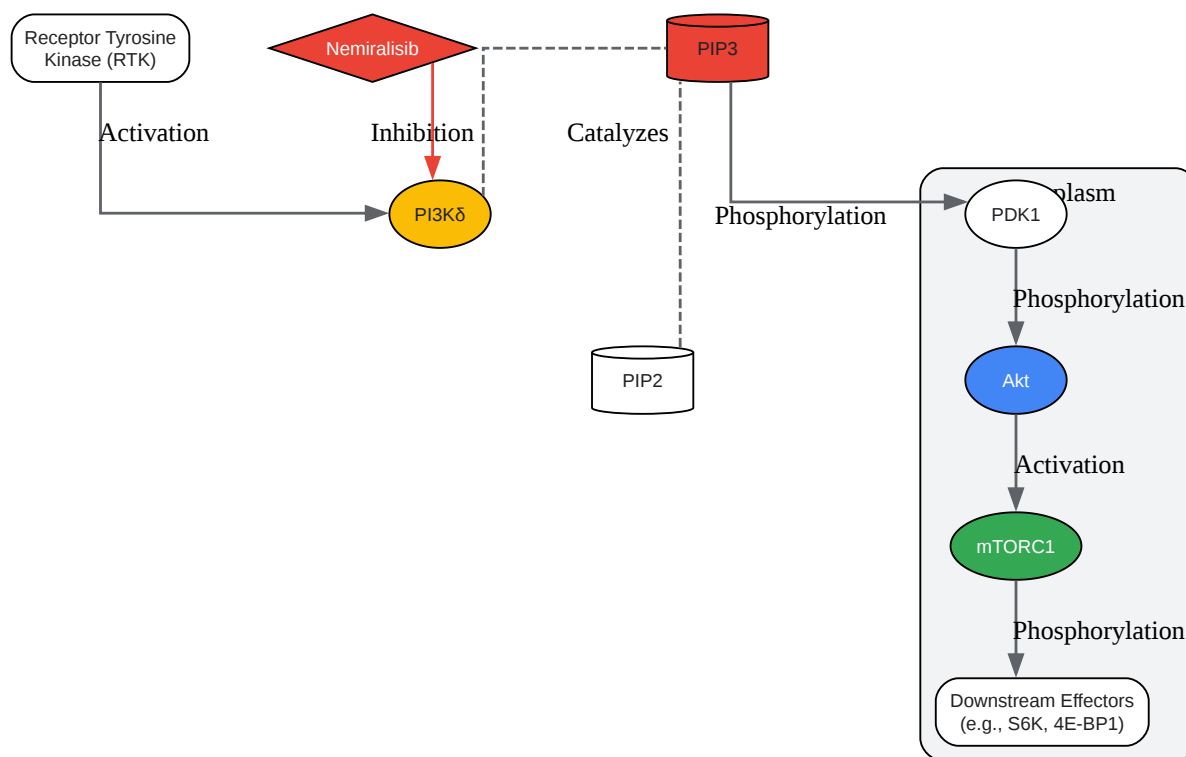 Receptor Tyrosine
Kinase (RTK)
Nemiralisib
PIP3
Activation
Inhibition
Catalyzes
PI3Kδ
Phosphorylation
PDK1
plasm
Phosphorylation
PIP2
Akt
Activation
mTORC1
Phosphorylation
Downstream Effectors
(e.g., S6K, 4E-BP1)